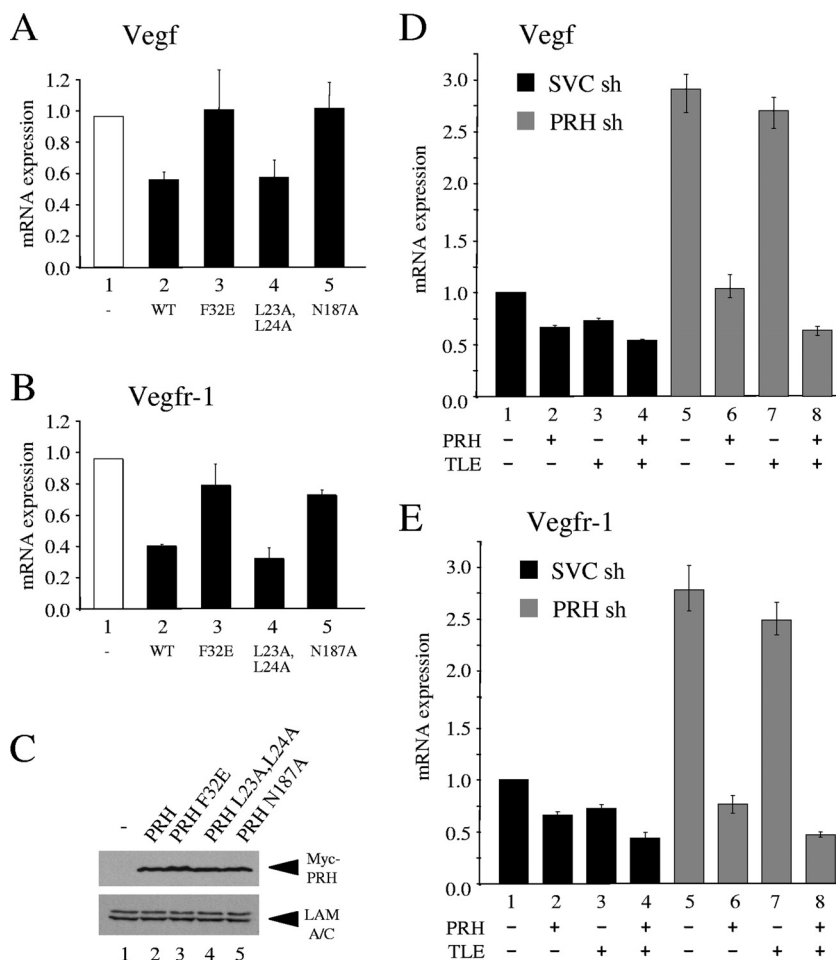 A
Vegf
mRNA expression
1.2
1.0
0.8
0.6
0.4
0.2
0.0
1 2 3 4 5
- WT F32E L23A, L24A N187A
B
Vegfr-1
mRNA expression
1.2
1.0
0.8
0.6
0.4
0.2
0.0
1 2 3 4 5
- WT F32E L23A, L24A N187A
C
- PRH PRH F32E PRH L23A,L24A PRH N187A
Myc-
PRH
LAM
A/C
1 2 3 4 5
D
Vegf
SVC sh
PRH sh
mRNA expression
3.0
2.5
2.0
1.5
1.0
0.5
0.0
1 2 3 4 5 6 7 8
PRH − + − + − + − +
TLE − − + + − − + +
E
Vegfr-1
SVC sh
PRH sh
mRNA expression
3.0
2.5
2.0
1.5
1.0
0.5
0.0
1 2 3 4 5 6 7 8
PRH − + − + − + − +
TLE − − + + − − + +